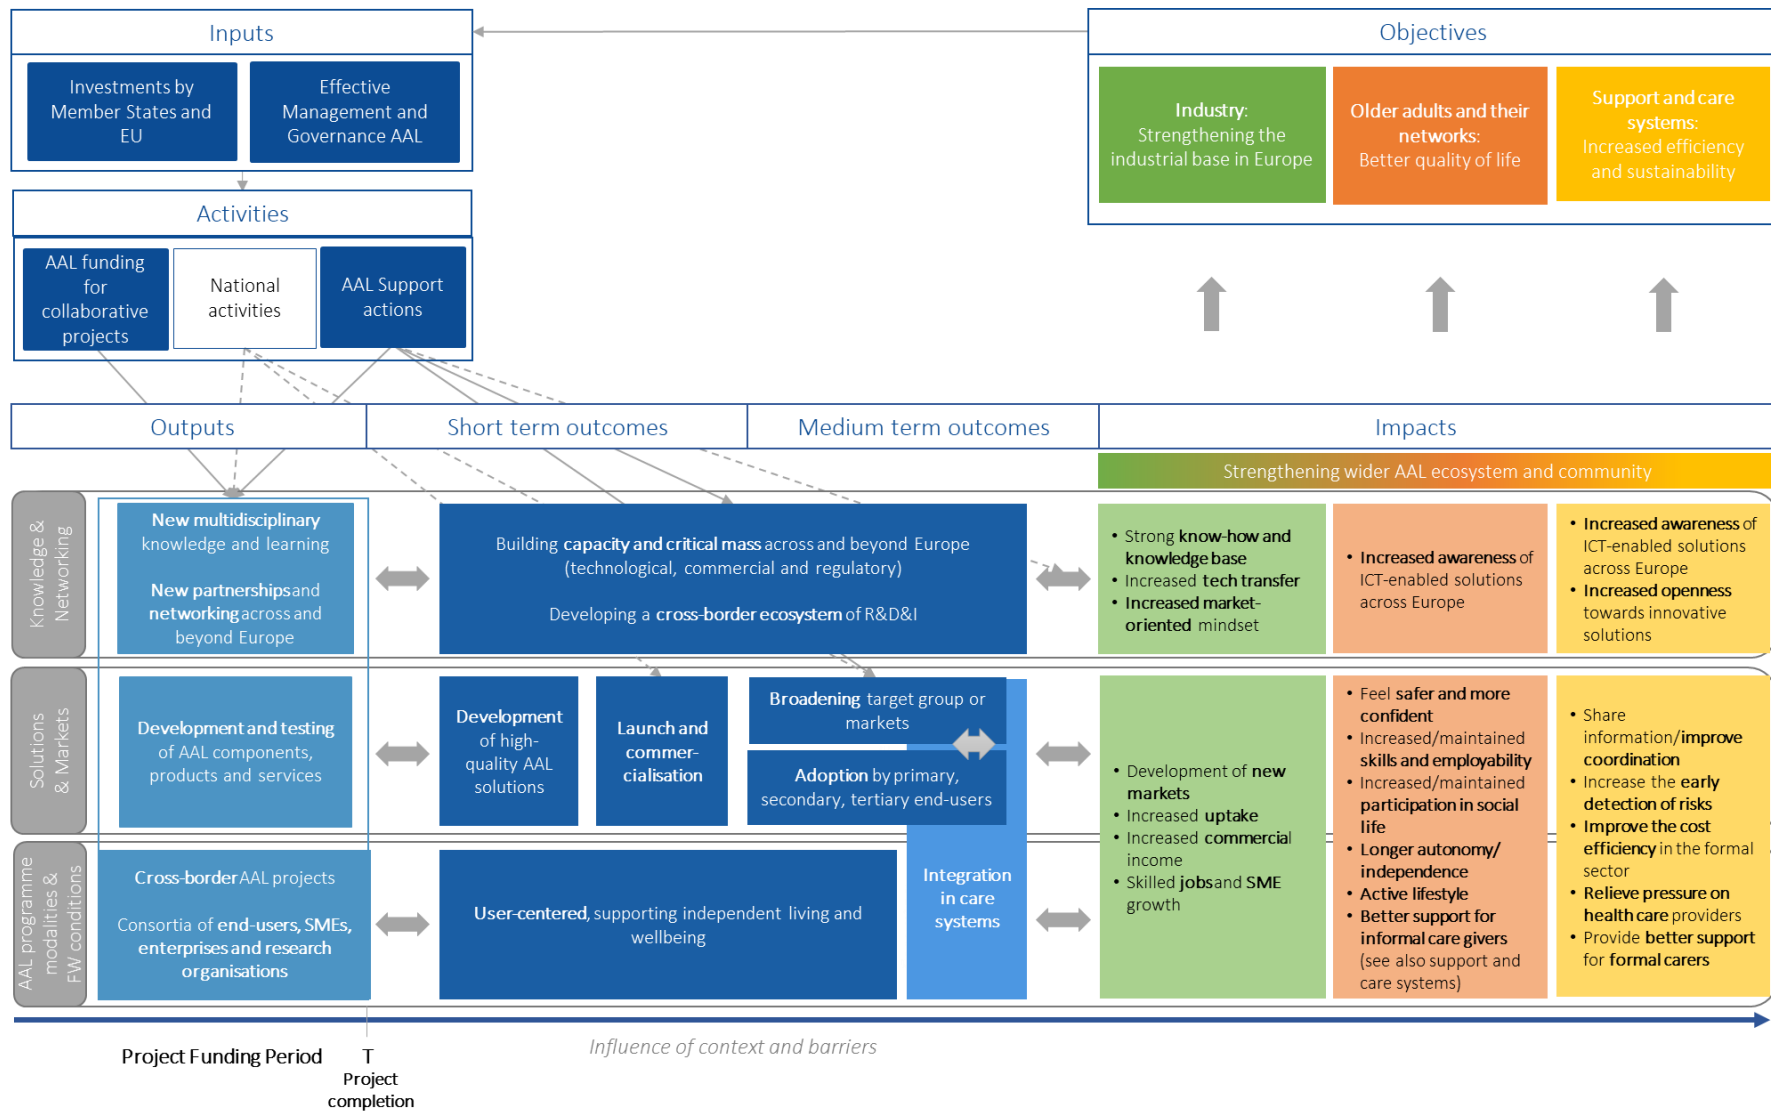 Inputs
Investments by
Member States and
EU
Effective
Management and
Governance AAL
Objectives
Industry:
Strengthening the
industrial base in Europe
Older adults and their
networks:
Better quality of life
Support and care
systems:
Increased efficiency
and sustainability
Activities
AAL funding
for
collaborative
projects
National
activities
AAL Support
actions
Outputs
Short term outcomes
Medium term outcomes
Impacts
Strengthening wider AAL ecosystem and community
Knowledge &
Networking
New multidisciplinary
knowledge and learning
New partnerships and
networking across and
beyond Europe
Building capacity and critical mass across and beyond Europe
(technological, commercial and regulatory)
Developing a cross-border ecosystem of R&D&I
• Strong know-how and
knowledge base
• Increased tech transfer
• Increased market-
oriented mindset
• Increased awareness of
ICT-enabled solutions
across Europe
• Increased awareness of
ICT-enabled solutions
across Europe
• Increased openness
towards innovative
solutions
Solutions
& Markets
Development and testing
of AAL components,
products and services
Development
of high-
quality AAL
solutions
Launch and
commer-
cialisation
Broadening target group or
markets
Adoption by primary,
secondary, tertiary end-users
Integration
in care
systems
• Development of new
markets
• Increased uptake
• Increased commercial
income
• Skilled jobs and SME
growth
• Feel safer and more
confident
• Increased/maintained
skills and employability
• Increased/maintained
participation in social
life
• Longer autonomy/
independence
• Active lifestyle
• Better support for
informal care givers
(see also support and
care systems)
• Share
information/improve
coordination
• Increase the early
detection of risks
• Improve the cost
efficiency in the formal
sector
• Relieve pressure on
health care providers
• Provide better support
for formal carers
AAL programme
modalities &
FW conditions
Cross-border AAL projects
Consortia of end-users, SMEs,
enterprises and research
organisations
User-centered, supporting independent living and
wellbeing
Influence of context and barriers
Project Funding Period
T
Project
completion